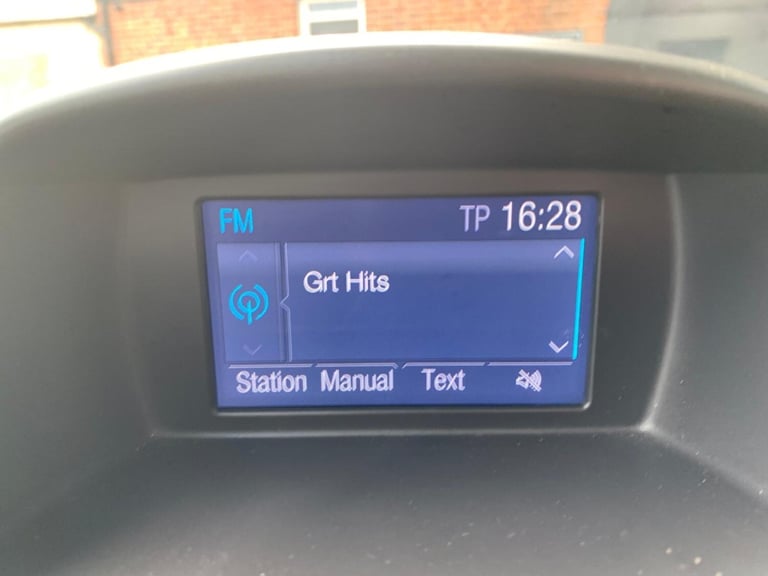 FM TP 16:28
Grt Hits
Station Manual Text